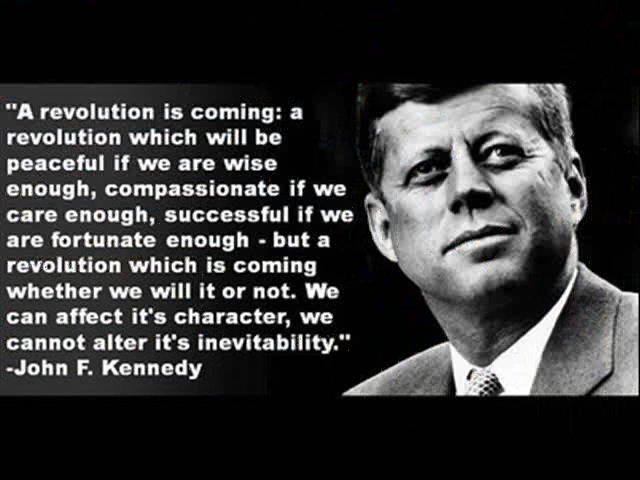 "A revolution is coming: a
revolution which will be
peaceful if we are wise
enough, compassionate if we
care enough, successful if we
are fortunate enough - but a
revolution which is coming
whether we will it or not. We
can affect it's character, we
cannot alter it's inevitability."
-John F. Kennedy